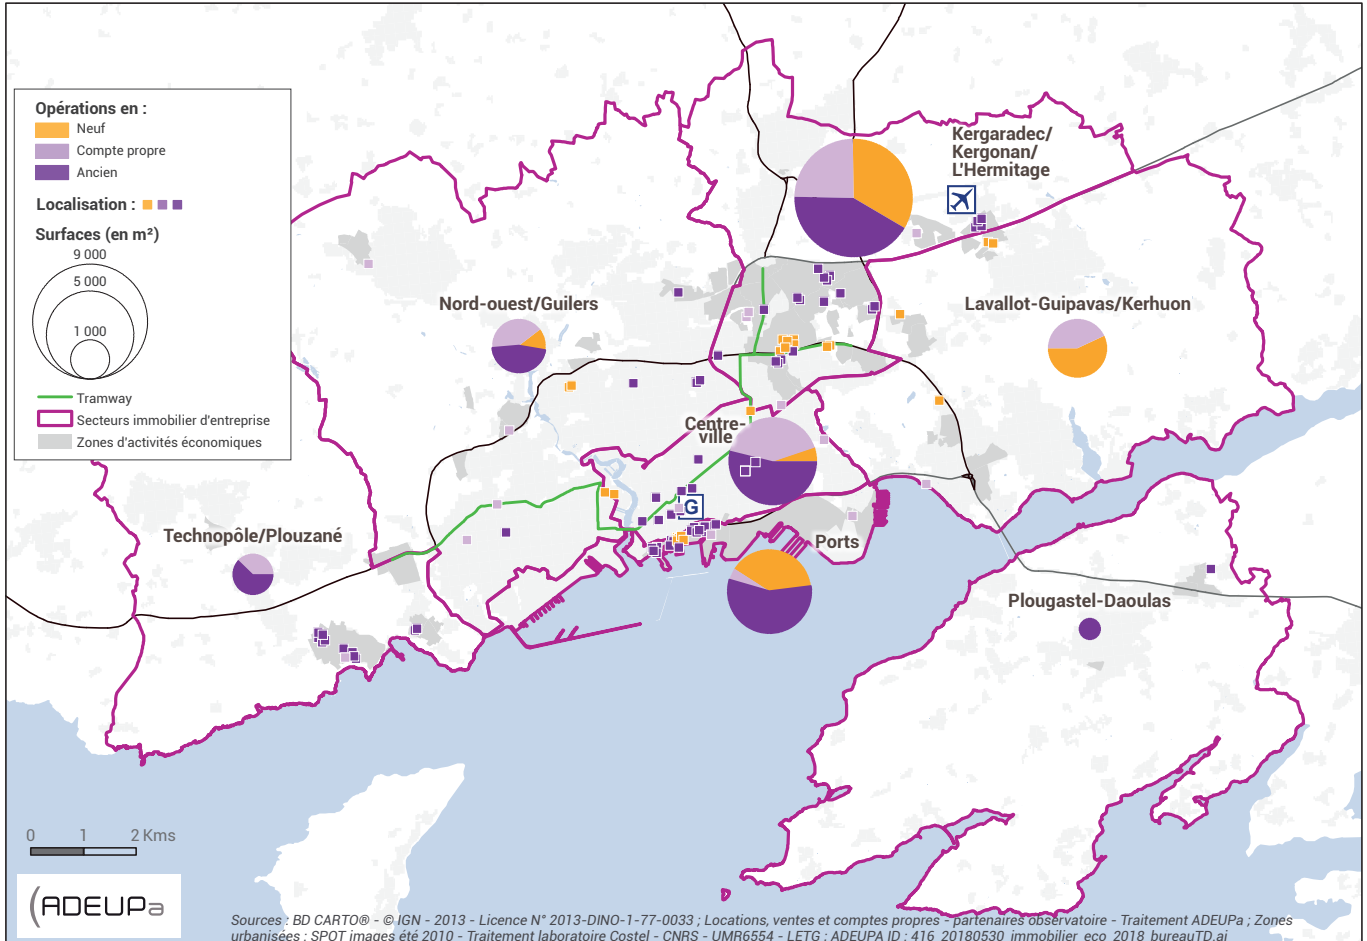 Opérations en :
Neuf
Compte propre
Ancien
Localisation :
Surfaces (en m²)
9 000
5 000
1 000
Tramway
Secteurs immobilier d'entreprise
Zones d'activités économiques
Kergaradec/
Kergonan/
L'Hermitage
Nord-ouest/Guilers
Lavallot-Guipavas/Kerhuon
Centre-
ville
G
Technopôle/Plouzané
Ports
Plougastel-Daoulas
0 1 2 Kms
ADEUPa
Sources : BD CARTO® - © IGN - 2013 - Licence N° 2013-DINO-1-77-0033 ; Locations, ventes et comptes propres - partenaires observatoire - Traitement ADEUPa ; Zones
urbanisées : SPOT images été 2010 - Traitement laboratoire Costel - CNRS - UMR6554 - LETG ; ADEUPA ID : 416_20180530_immobilier_eco_2018_bureauTD.ai